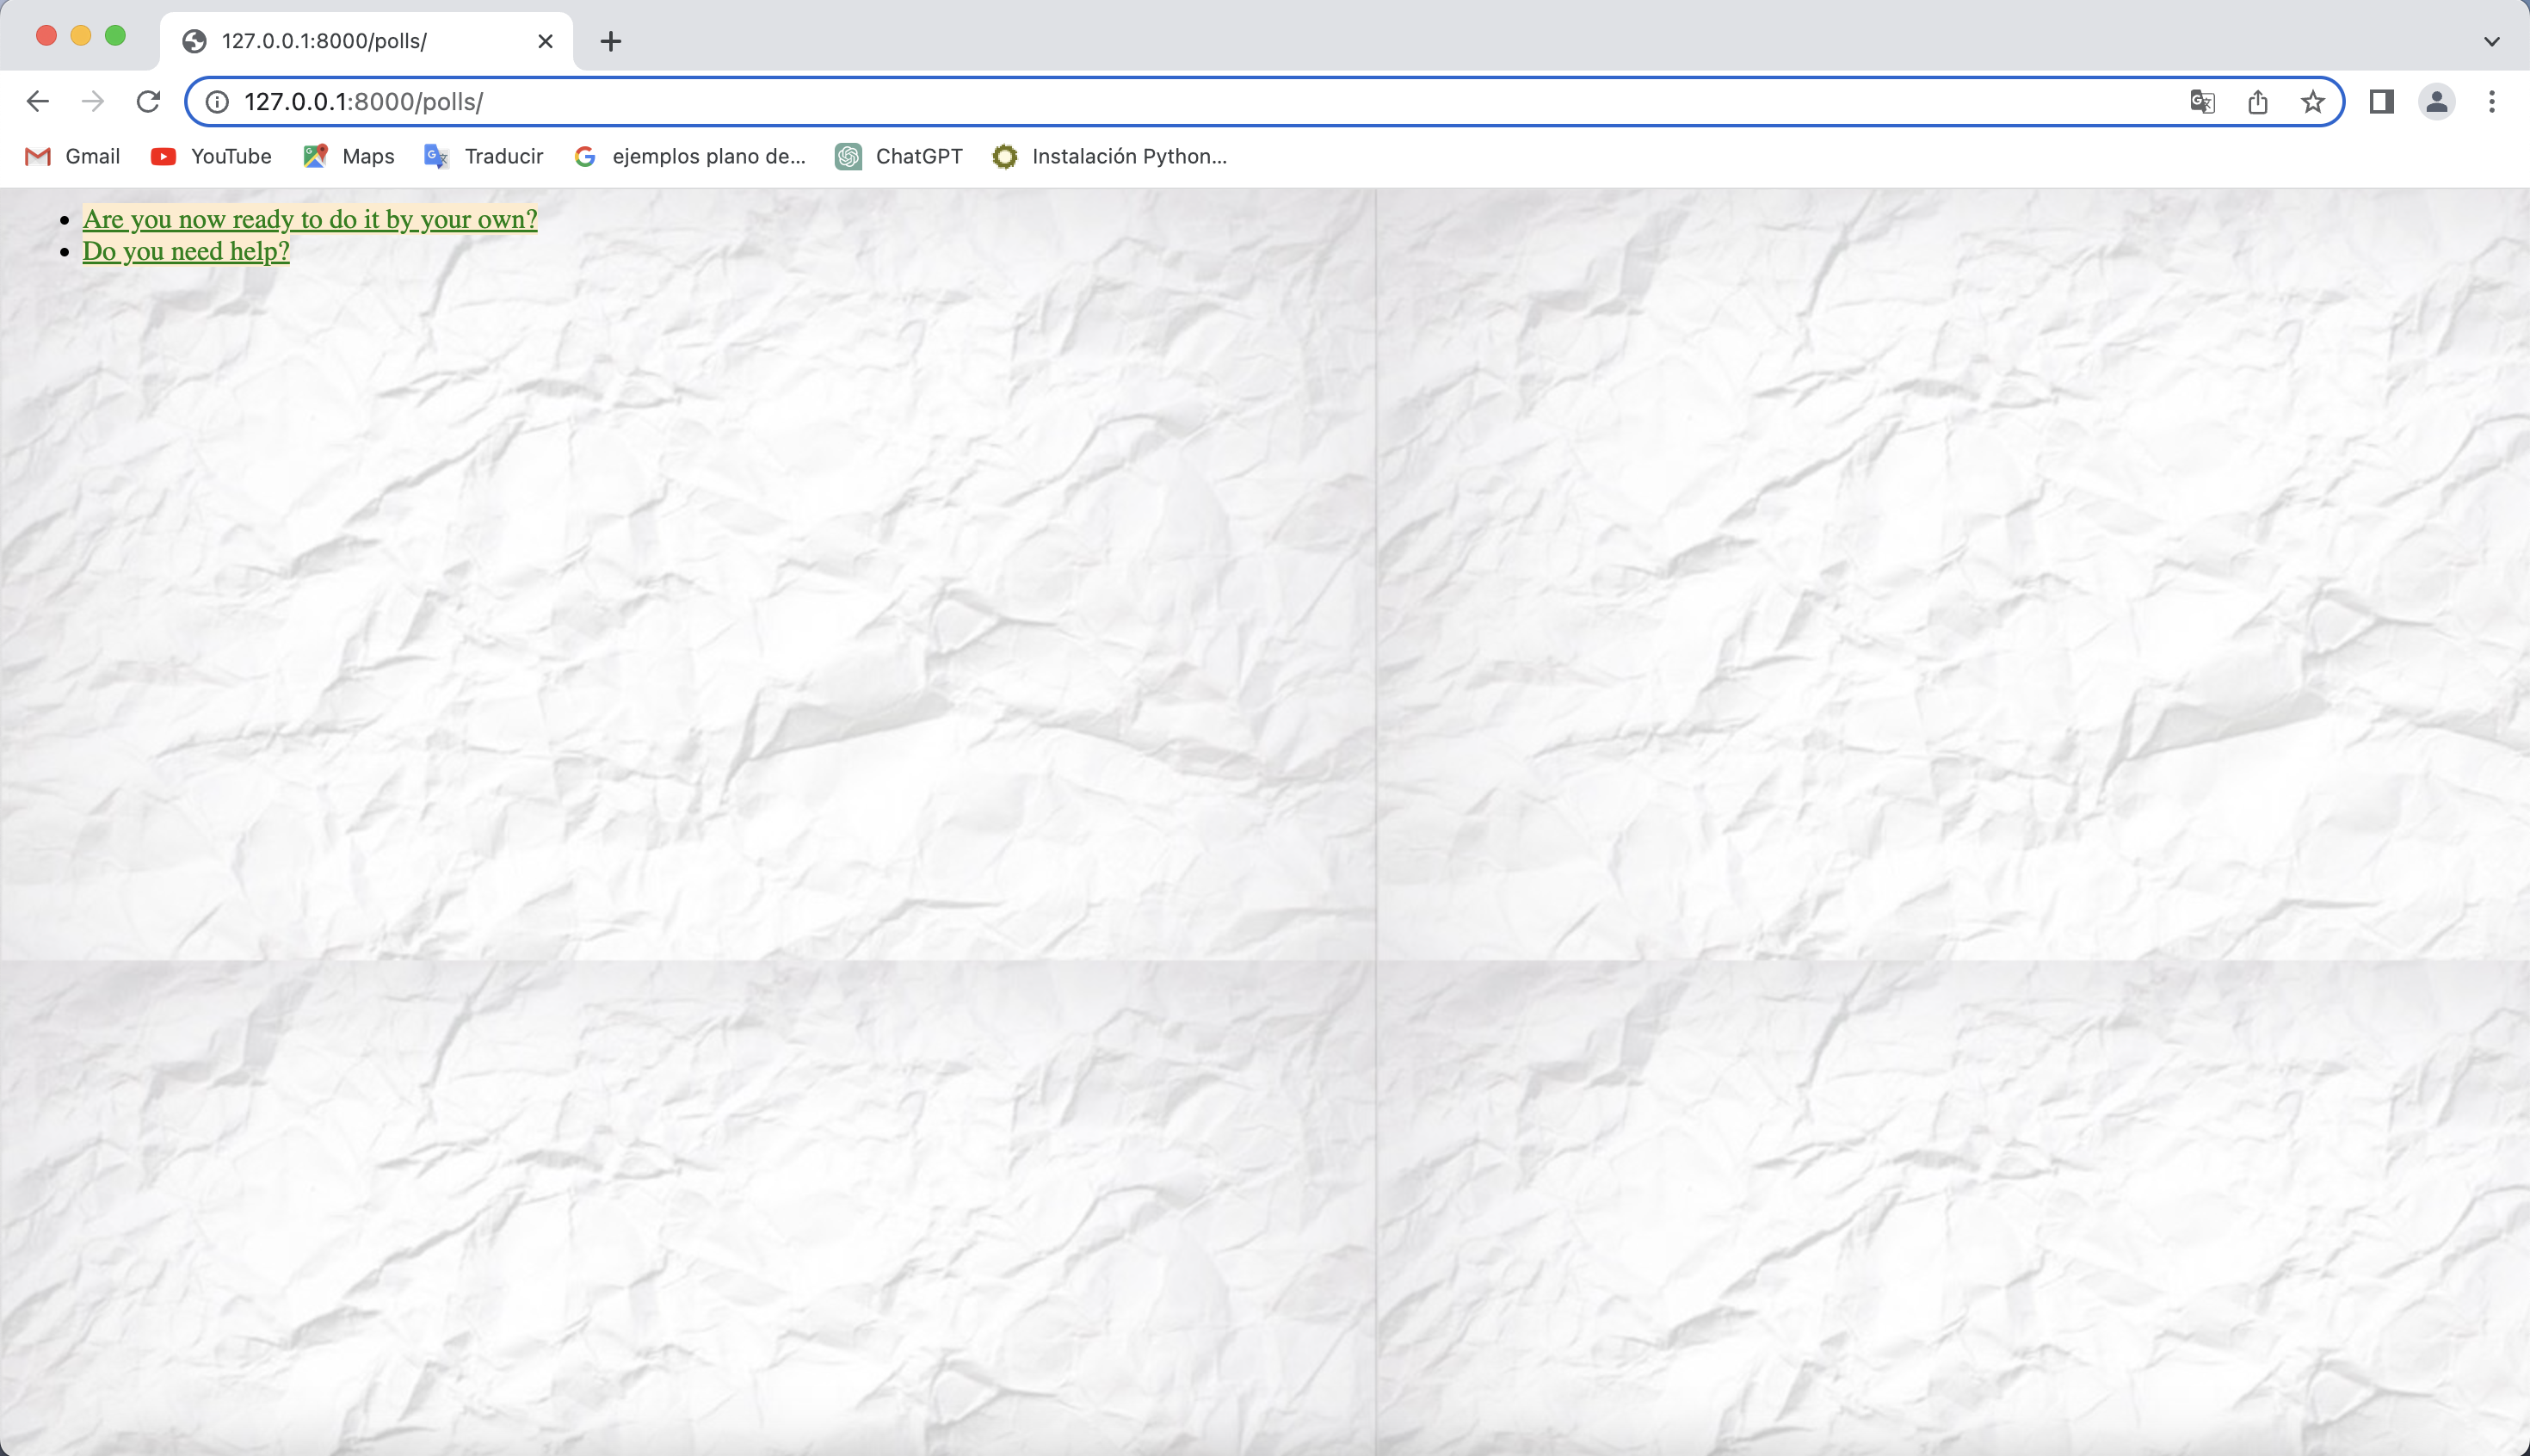 127.0.0.1:8000/polls/
127.0.0.1:8000/polls/
Gmail YouTube Maps Traducir ejemplos plano de... ChatGPT Instalación Python...
Are you now ready to do it by your own?
Do you need help?